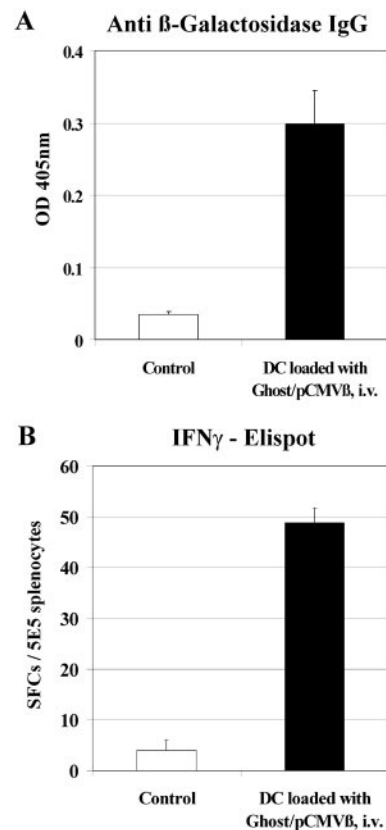 A
Anti ß-Galactosidase IgG
OD 405nm
0.4
0.3
0.2
0.1
0
Control
DC loaded with
Ghost/pCMVß, i.v.
B
IFNγ - Elispot
SFCs / 5E5 splenocytes
60
50
40
30
20
10
0
Control
DC loaded with
Ghost/pCMVß, i.v.